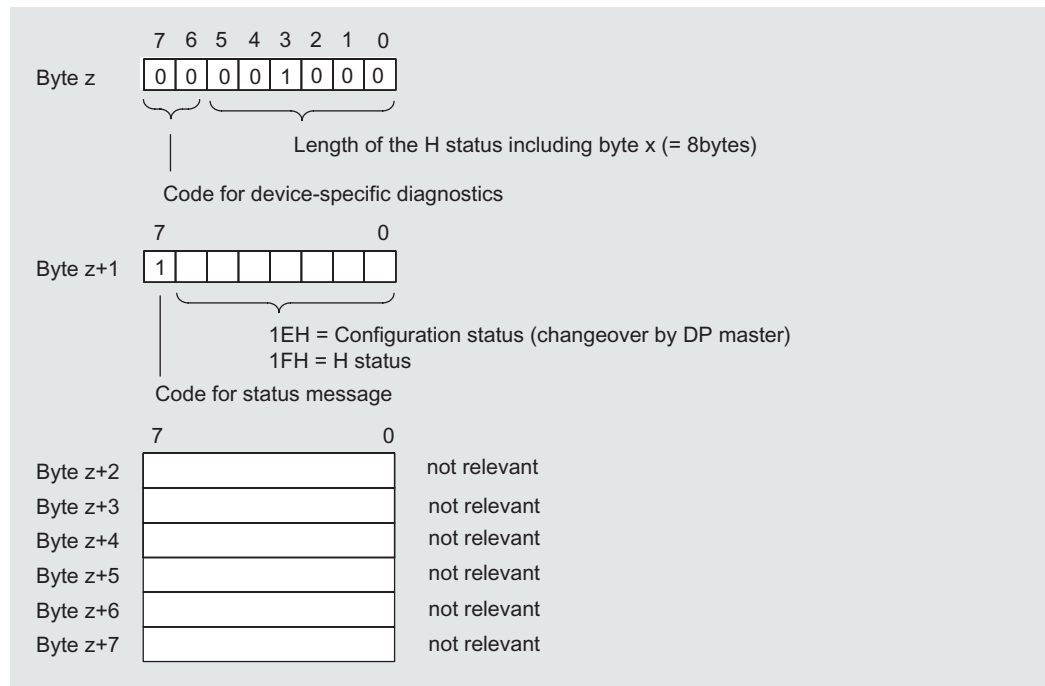 7 6 5 4 3 2 1 0
Byte z 0 0 0 0 1 0 0 0
Length of the H status including byte x (= 8bytes)
Code for device-specific diagnostics
7 0
Byte z+1 1
1EH = Configuration status (changeover by DP master)
1FH = H status
Code for status message
7 0
Byte z+2 not relevant
Byte z+3 not relevant
Byte z+4 not relevant
Byte z+5 not relevant
Byte z+6 not relevant
Byte z+7 not relevant